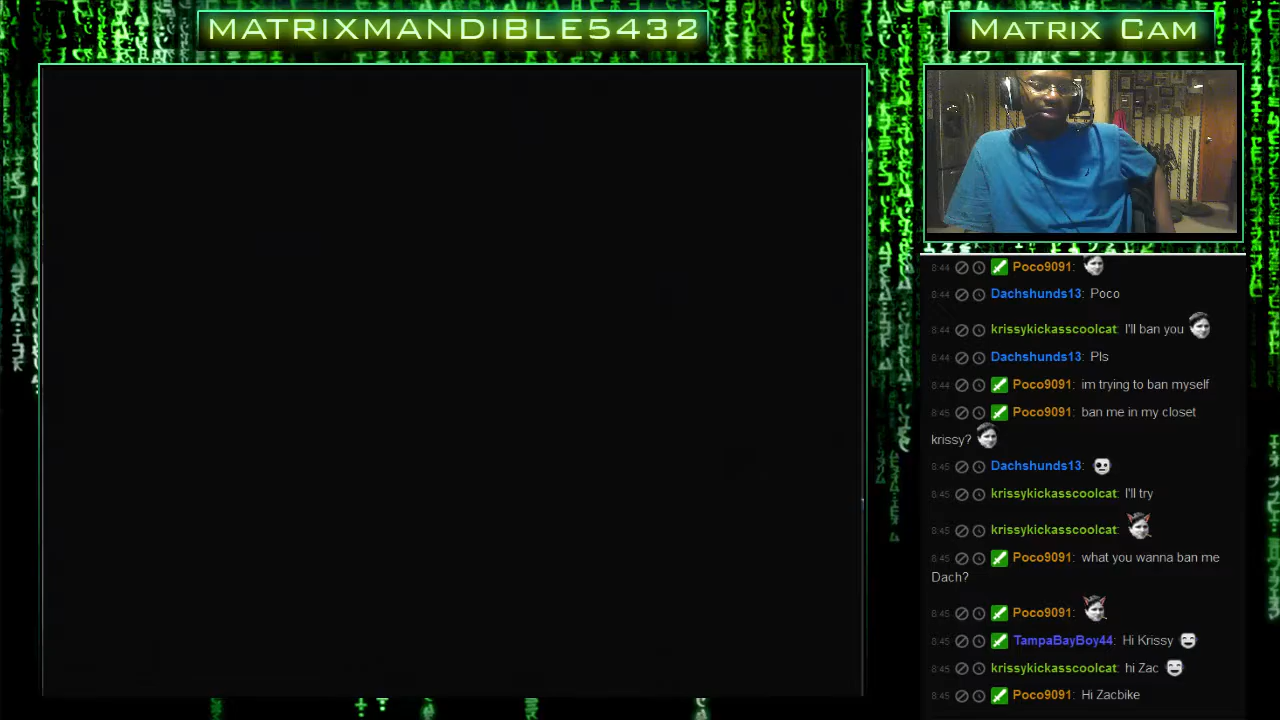 MATRIXMANDIBLE5432
Matrix Cam
8:44 Poco9091:
8:44 Dachshunds13: Poco
8:44 krissykickasscoolcat: I'll ban you
8:44 Dachshunds13: Pls
8:44 Poco9091: im trying to ban myself
8:45 Poco9091: ban me in my closet
krissy?
8:45 Dachshunds13:
8:45 krissykickasscoolcat: I'll try
8:45 krissykickasscoolcat:
8:45 Poco9091: what you wanna ban me
Dach?
8:45 Poco9091:
8:45 TampaBayBoy44: Hi Krissy
8:45 krissykickasscoolcat: hi Zac
8:45 Poco9091: Hi Zacbike